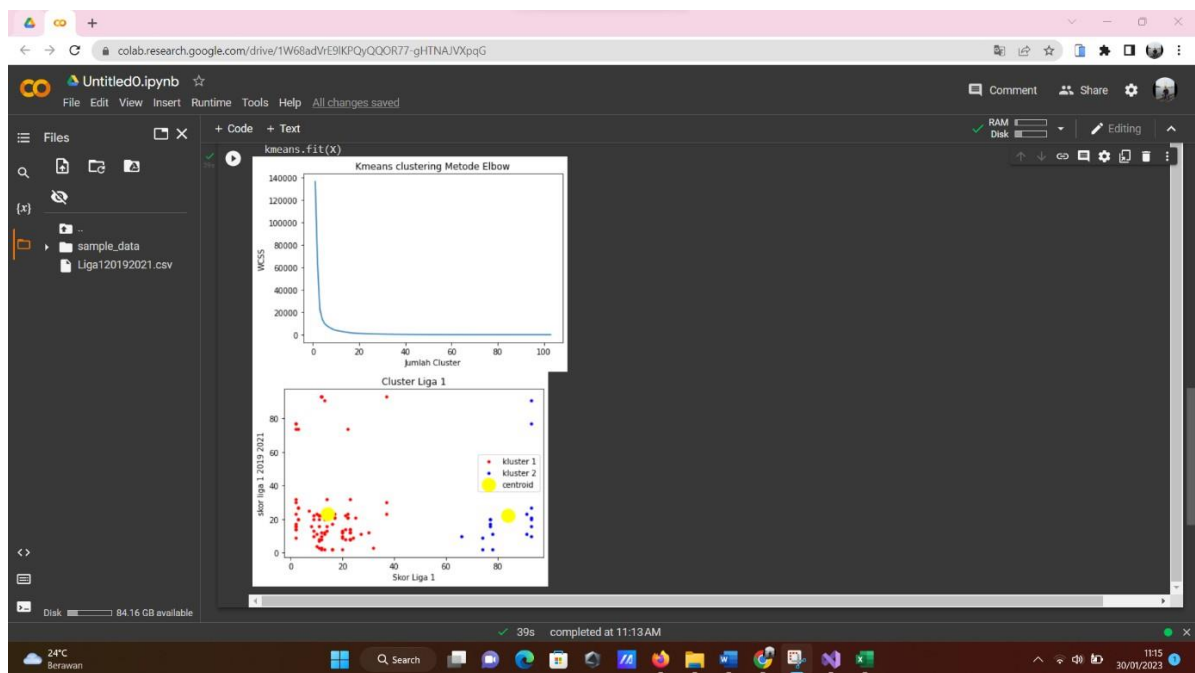 colab.research.google.com/drive/1W68adVrE9lKPQyQQOR77-gHTNAJVXpqG
Untitled0.ipynb
File Edit View Insert Runtime Tools Help All changes saved
Comment Share
Files
+ Code + Text
RAM
Disk
Editing
kmeans.fit(X)
{x}
..
sample_data
Liga120192021.csv
Kmeans clustering Metode Elbow
140000
120000
100000
80000
60000
40000
20000
0
WCSS
0 20 40 60 80 100
Jumlah Cluster
Cluster Liga 1
80
60
40
20
0
skor liga 1 2019 2021
kluster 1
kluster 2
centroid
0 20 40 60 80
Skor Liga 1
Disk 84.16 GB available
39s completed at 11:13 AM
24°C
Berawan
Search
11:15
30/01/2023
1